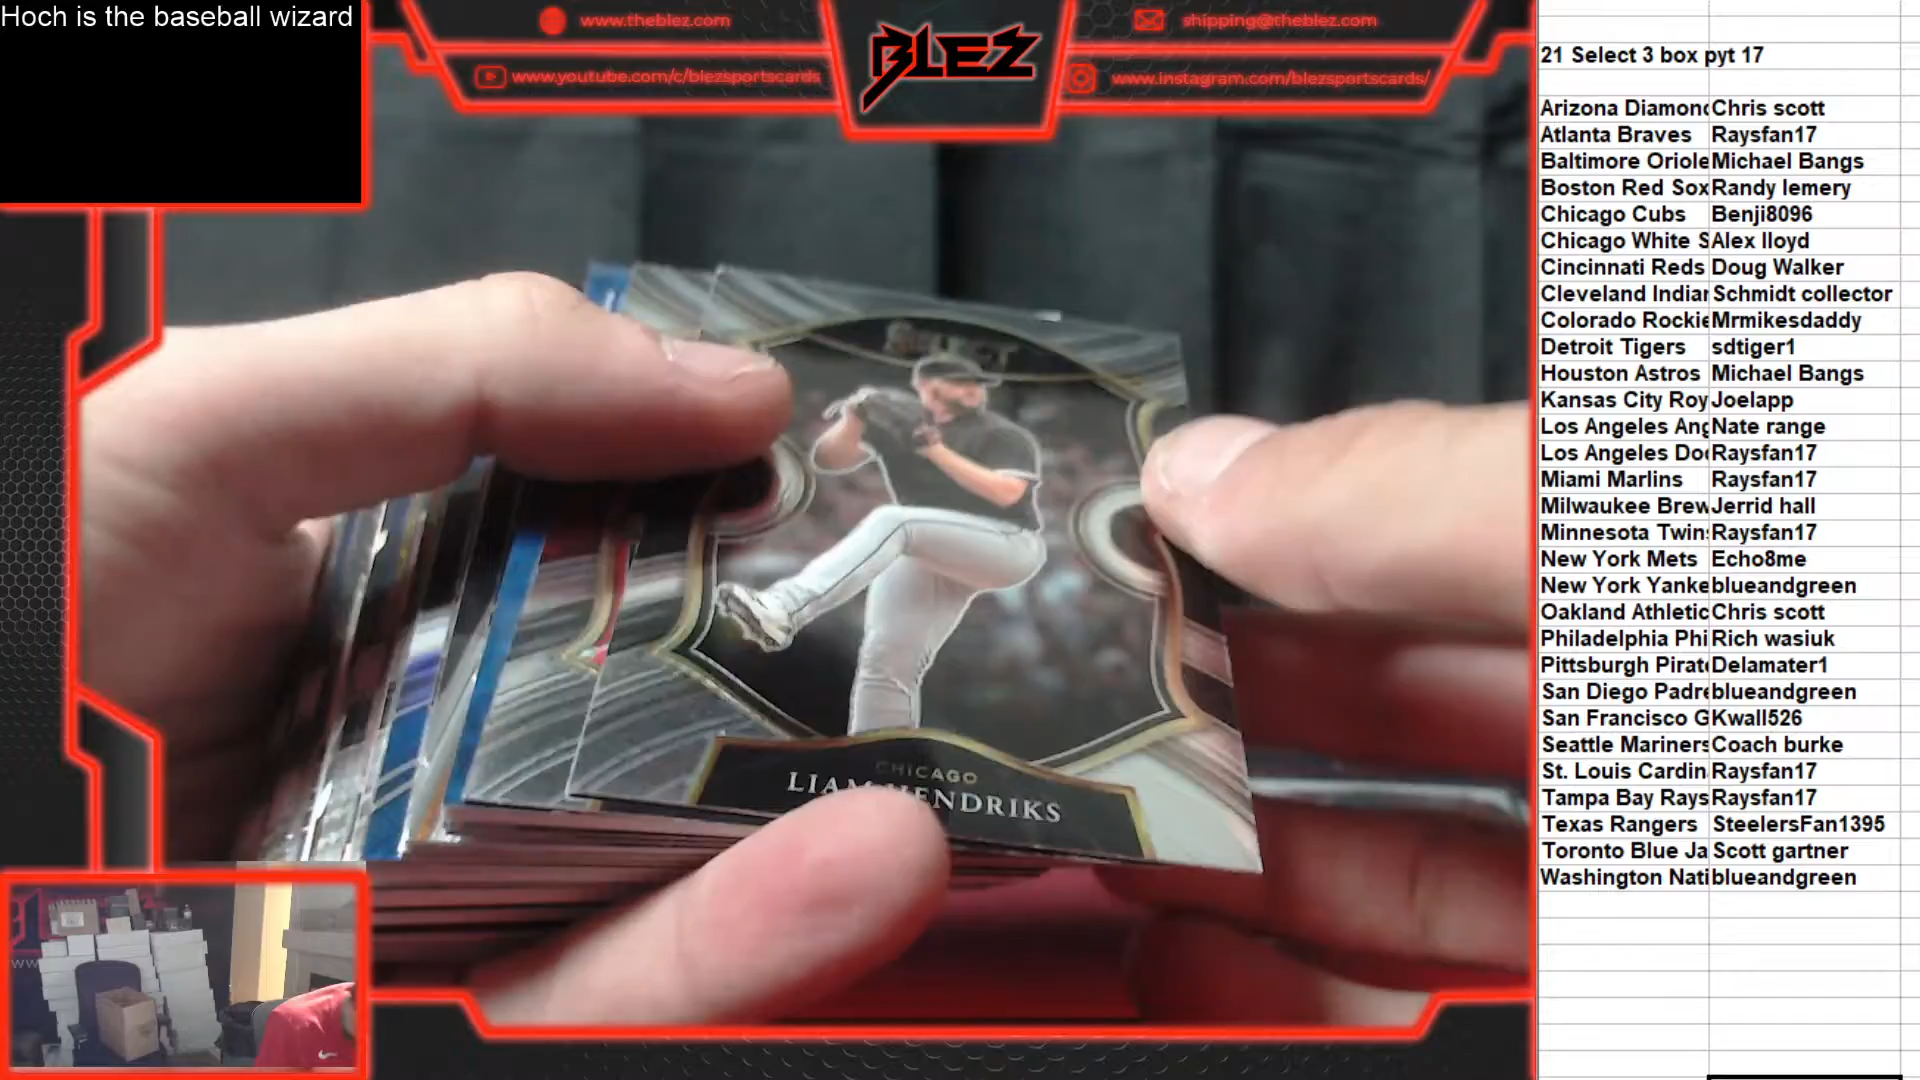 Hoch is the baseball wizard
www.theblez.com
shipping@theblez.com
BLEZ
www.youtube.com/c/blezsportscards
www.instagram.com/blezsportscards/
CHICAGO
LIAM HENDRIKS
21 Select 3 box pyt 17
Arizona Diamond Chris scott
Atlanta Braves Raysfan17
Baltimore Oriole Michael Bangs
Boston Red Sox Randy lemery
Chicago Cubs Benji8096
Chicago White S Alex lloyd
Cincinnati Reds Doug Walker
Cleveland Indian Schmidt collector
Colorado Rockie Mrmikesdaddy
Detroit Tigers sdtiger1
Houston Astros Michael Bangs
Kansas City Roy Joelapp
Los Angeles Ang Nate range
Los Angeles Do Raysfan17
Miami Marlins Raysfan17
Milwaukee Brew Jerrid hall
Minnesota Twins Raysfan17
New York Mets Echo8me
New York Yanke blueandgreen
Oakland Athletic Chris scott
Philadelphia Phi Rich wasiuk
Pittsburgh Pirate Delamater1
San Diego Padre blueandgreen
San Francisco G Kwall526
Seattle Mariners Coach burke
St. Louis Cardin Raysfan17
Tampa Bay Rays Raysfan17
Texas Rangers SteelersFan1395
Toronto Blue Ja Scott gartner
Washington Nati blueandgreen